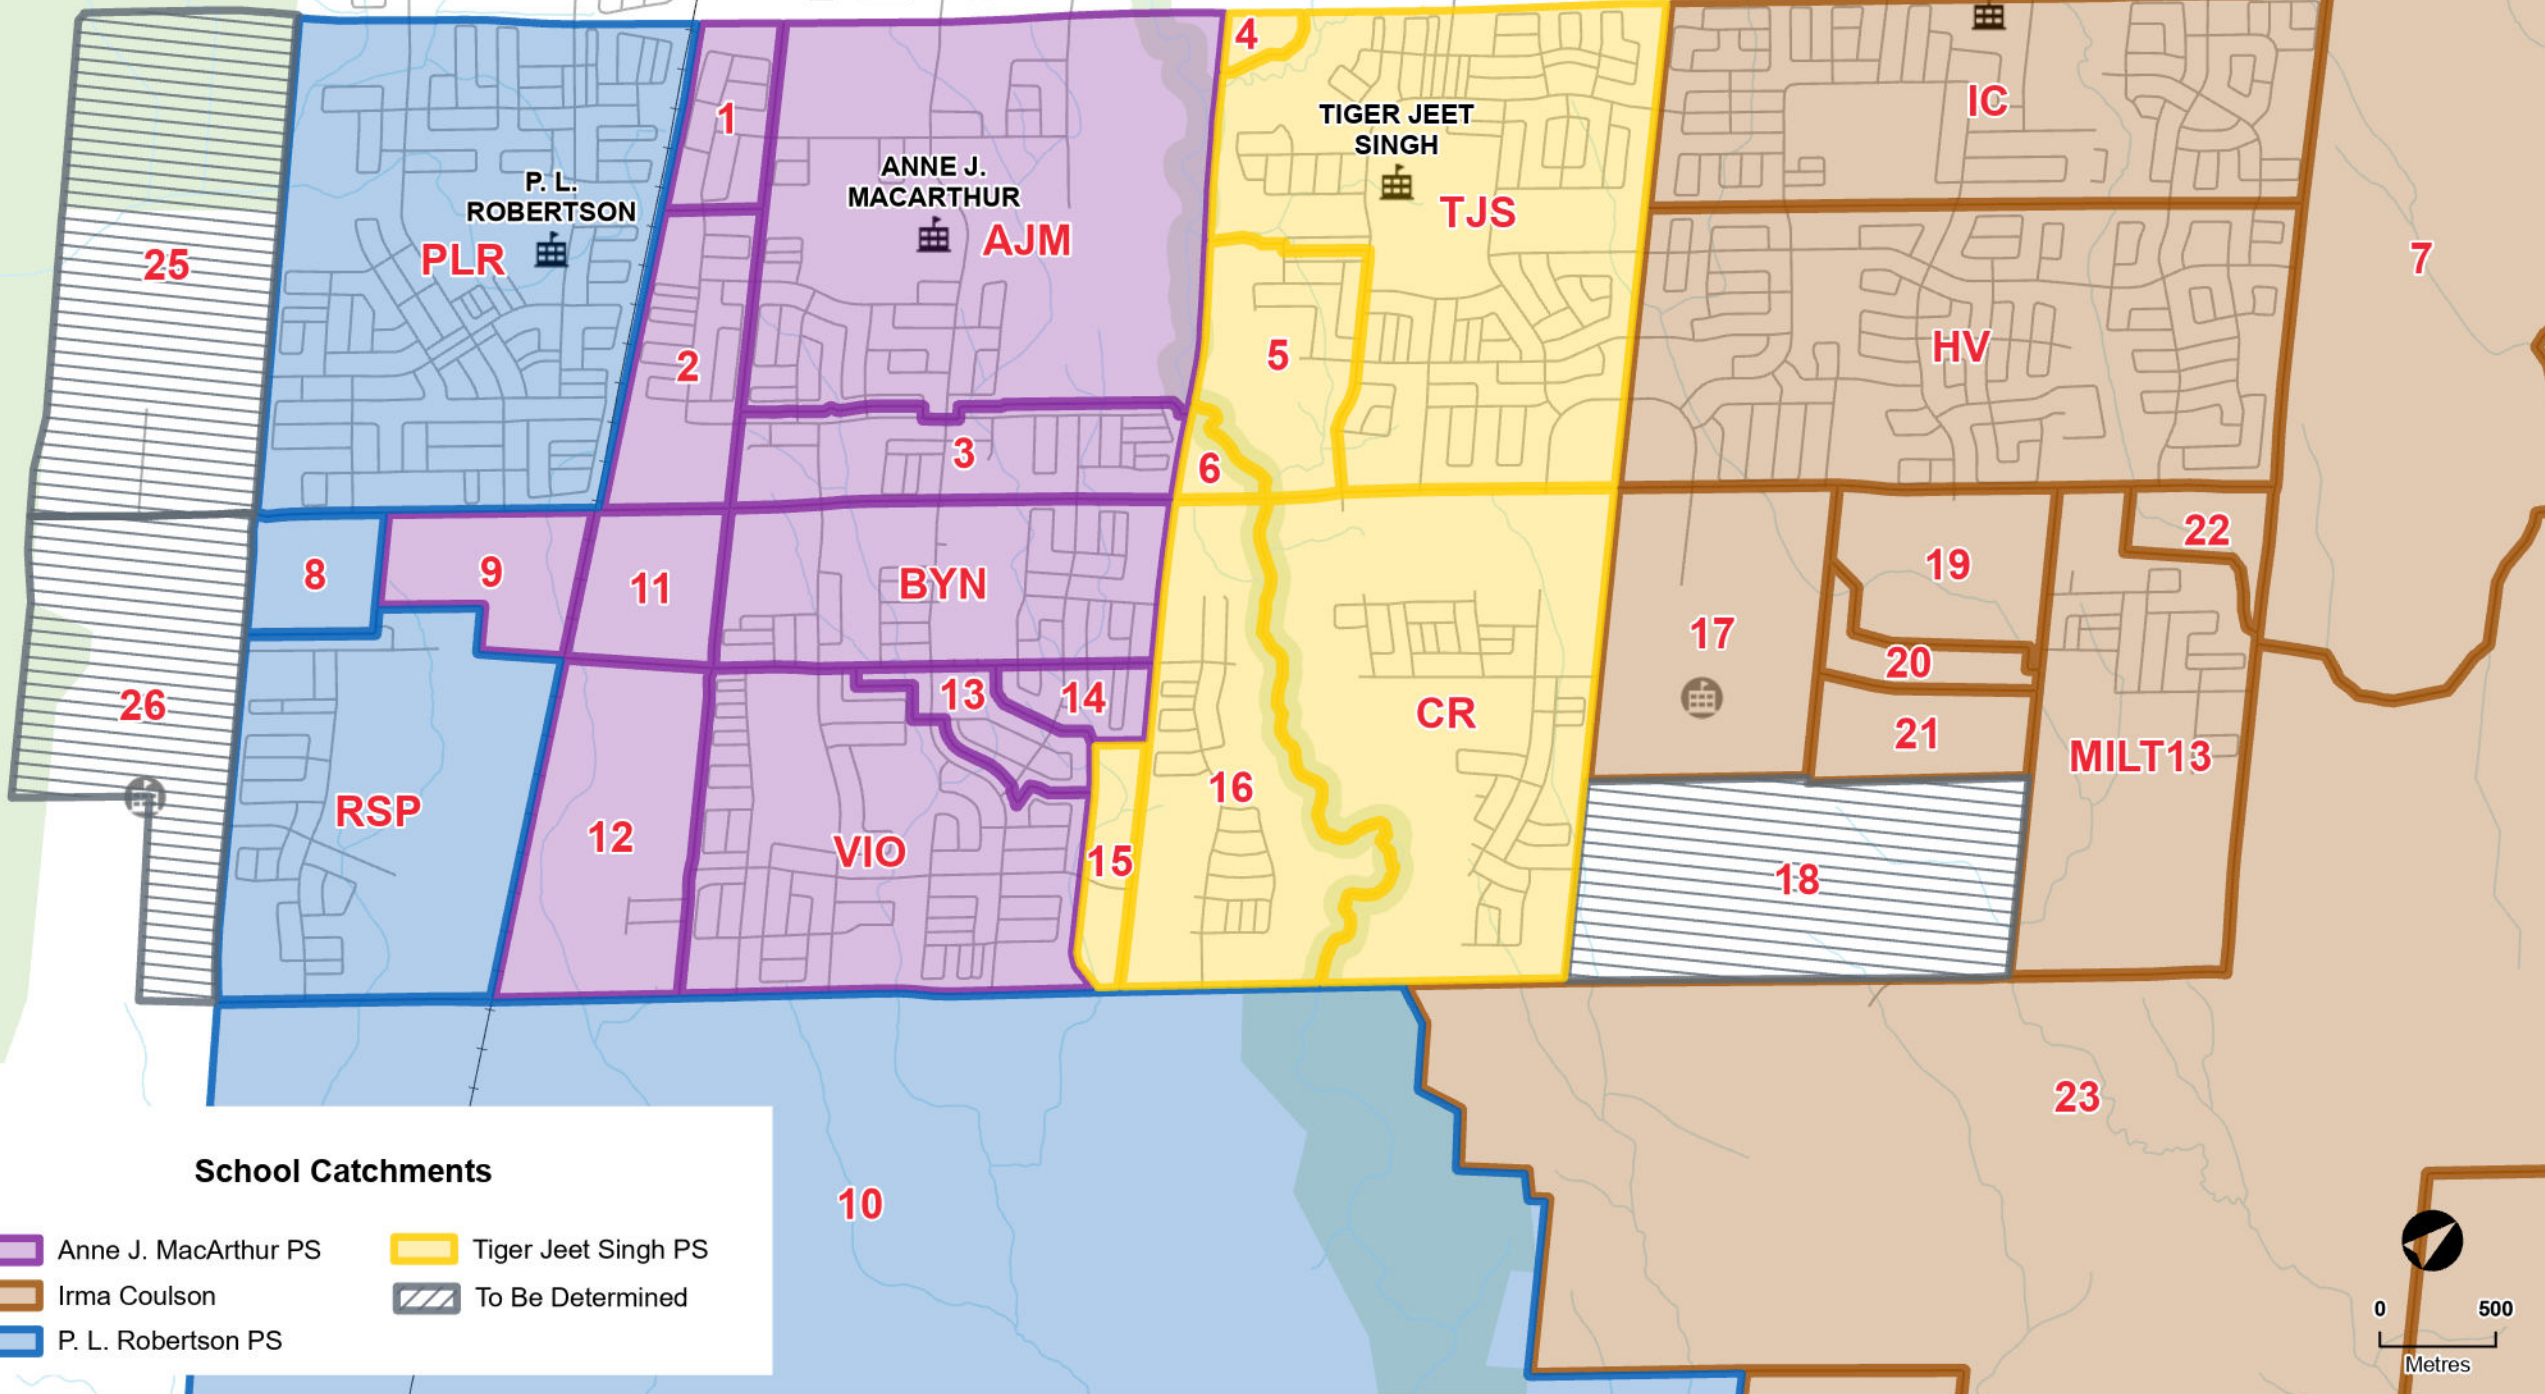 4
IC
1
TIGER JEET
SINGH
ANNE J.
MACARTHUR
P. L.
ROBERTSON
TJS
AJM
PLR
25
7
HV
5
2
3
6
22
19
8
9
11
BYN
17
20
13
14
26
CR
21
MILT13
16
RSP
12
VIO
15
18
23
10
School Catchments
Anne J. MacArthur PS
Tiger Jeet Singh PS
Irma Coulson
To Be Determined
P. L. Robertson PS
0 500
Metres